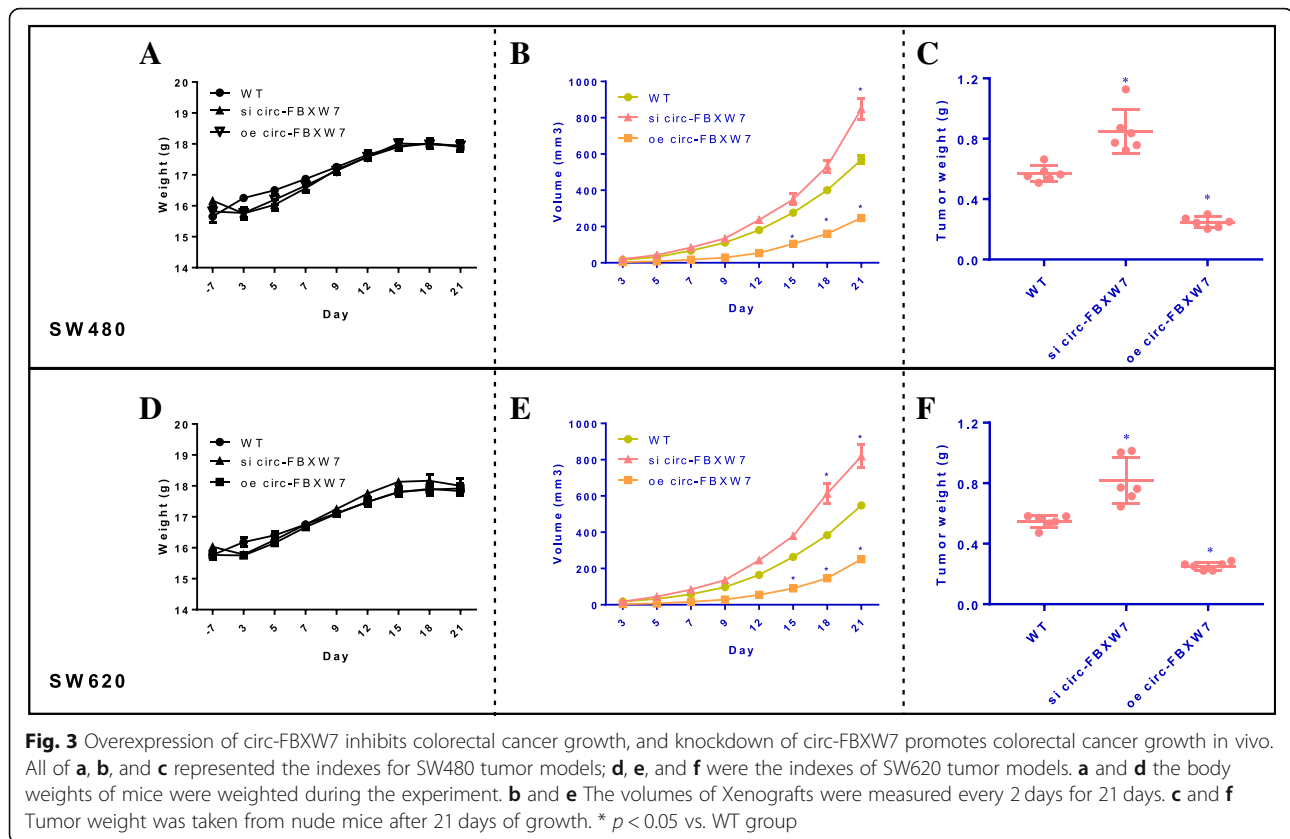 A
20
19
18
17
16
15
14
Weight (g)
WT
si circ-FBXW7
oe circ-FBXW7
-7 3 5 7 9 12 15 18 21
Day
SW480
B
1000
800
600
400
200
0
Volume (mm3)
WT
si circ-FBXW7
oe circ-FBXW7
* * * *
3 5 7 9 12 15 18 21
Day
C
1.2
0.8
0.4
0.0
Tumor weight (g)
* *
WT
si circ-FBXW7
oe circ-FBXW7
D
20
19
18
17
16
15
14
Weight (g)
WT
si circ-FBXW7
oe circ-FBXW7
-7 3 5 7 9 12 15 18 21
Day
SW620
E
1000
800
600
400
200
0
Volume (mm3)
WT
si circ-FBXW7
oe circ-FBXW7
* * * * *
3 5 7 9 12 15 18 21
Day
F
1.2
0.8
0.4
0.0
Tumor weight (g)
* *
WT
si circ-FBXW7
oe circ-FBXW7
Fig. 3 Overexpression of circ-FBXW7 inhibits colorectal cancer growth, and knockdown of circ-FBXW7 promotes colorectal cancer growth in vivo.
All of a, b, and c represented the indexes for SW480 tumor models; d, e, and f were the indexes of SW620 tumor models. a and d the body
weights of mice were weighted during the experiment. b and e The volumes of Xenografts were measured every 2 days for 21 days. c and f
Tumor weight was taken from nude mice after 21 days of growth. * p < 0.05 vs. WT group